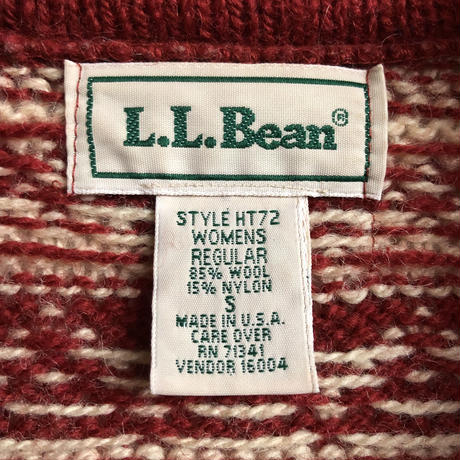 L.L.Bean®
STYLE HT72
WOMENS
REGULAR
85% WOOL
15% NYLON
S
MADE IN U.S.A.
CARE OVER
RN 71341
VENDOR 16004